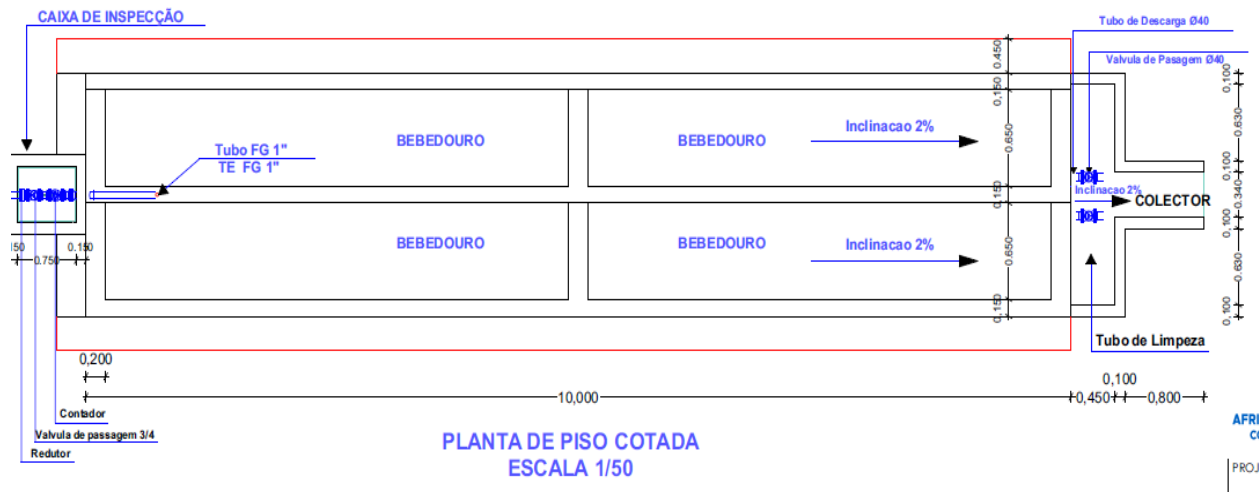 CAIXA DE INSPECÇÃO
Tubo de Descarga Ø40
Valvula de Pasagem Ø40
0.450
0,150
0,100
BEBEDOURO
BEBEDOURO
Inclinacao 2%
0.650
0.630
Tubo FG 1"
TE FG 1"
0,150
0,100
Inclinacao 2%
COLECTOR
0.340
0,100
BEBEDOURO
BEBEDOURO
Inclinacao 2%
0.650
0.630
150
0.150
0.750
0,150
0,100
Tubo de Limpeza
0,200
0,100
10,000
0,450
0,800
Contador
Valvula de passagem 3/4
Redutor
PLANTA DE PISO COTADA
ESCALA 1/50